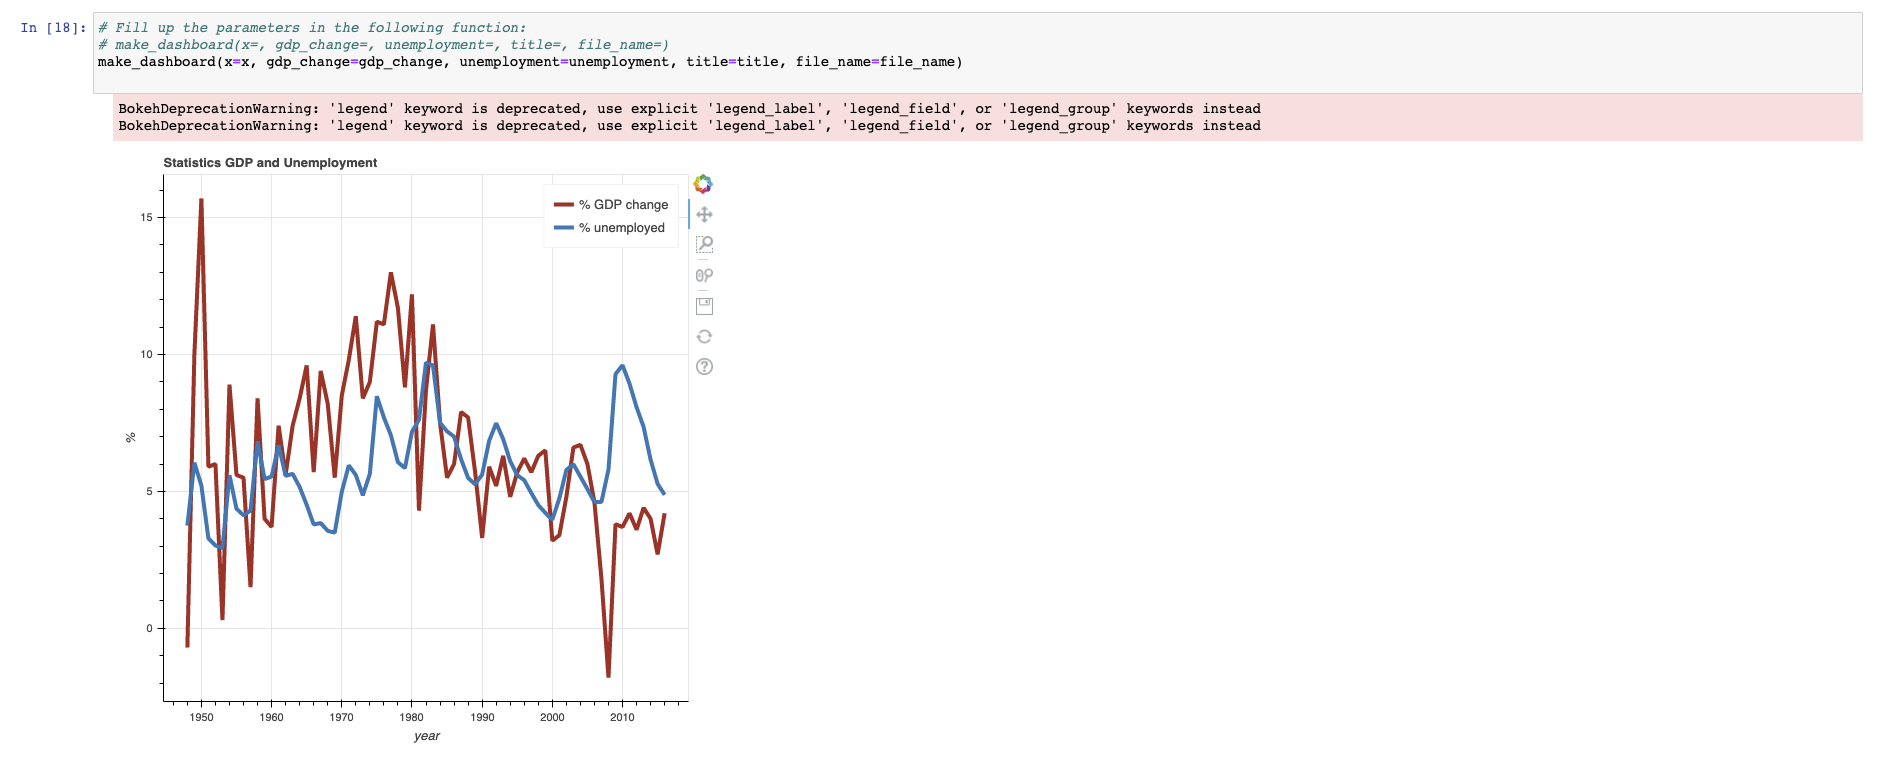 In [18]: # Fill up the parameters in the following function:
# make_dashboard(x=, gdp_change=, unemployment=, title=, file_name=)
make_dashboard(x=x, gdp_change=gdp_change, unemployment=unemployment, title=title, file_name=file_name)
BokehDeprecationWarning: 'legend' keyword is deprecated, use explicit 'legend_label', 'legend_field', or 'legend_group' keywords instead
BokehDeprecationWarning: 'legend' keyword is deprecated, use explicit 'legend_label', 'legend_field', or 'legend_group' keywords instead
Statistics GDP and Unemployment
% GDP change
% unemployed
15
10
%
5
0
1950 1960 1970 1980 1990 2000 2010
year